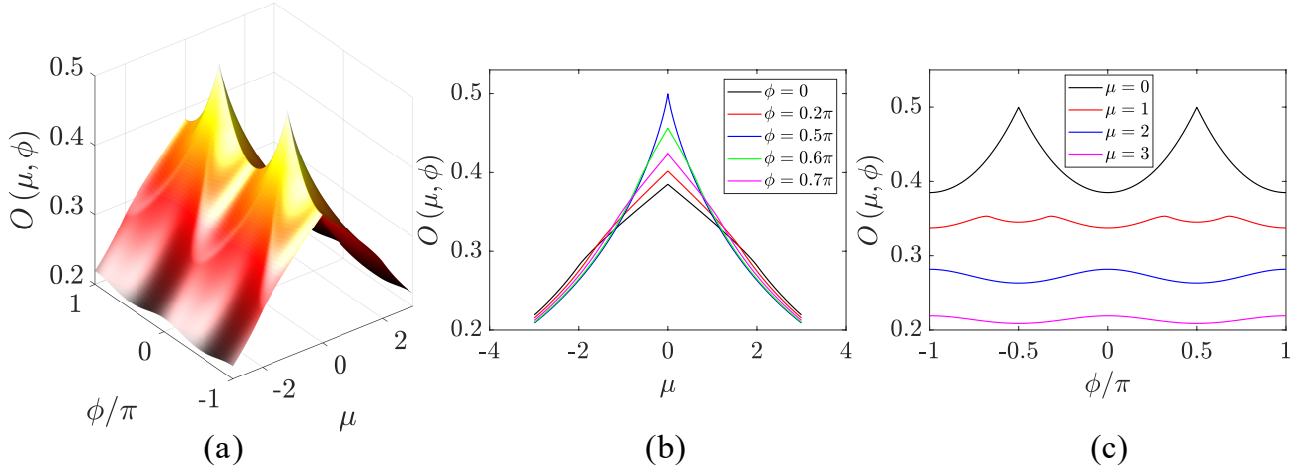 0.5
0.4
0.3
0.2
O (μ, ϕ)
1
0
-1
ϕ/π
-2
0
2
μ
(a)
0.5
0.4
0.3
0.2
O (μ, ϕ)
-4
-2
0
2
4
μ
ϕ = 0
ϕ = 0.2π
ϕ = 0.5π
ϕ = 0.6π
ϕ = 0.7π
(b)
0.5
0.4
0.3
0.2
O (μ, ϕ)
-1
-0.5
0
0.5
1
ϕ/π
μ = 0
μ = 1
μ = 2
μ = 3
(c)